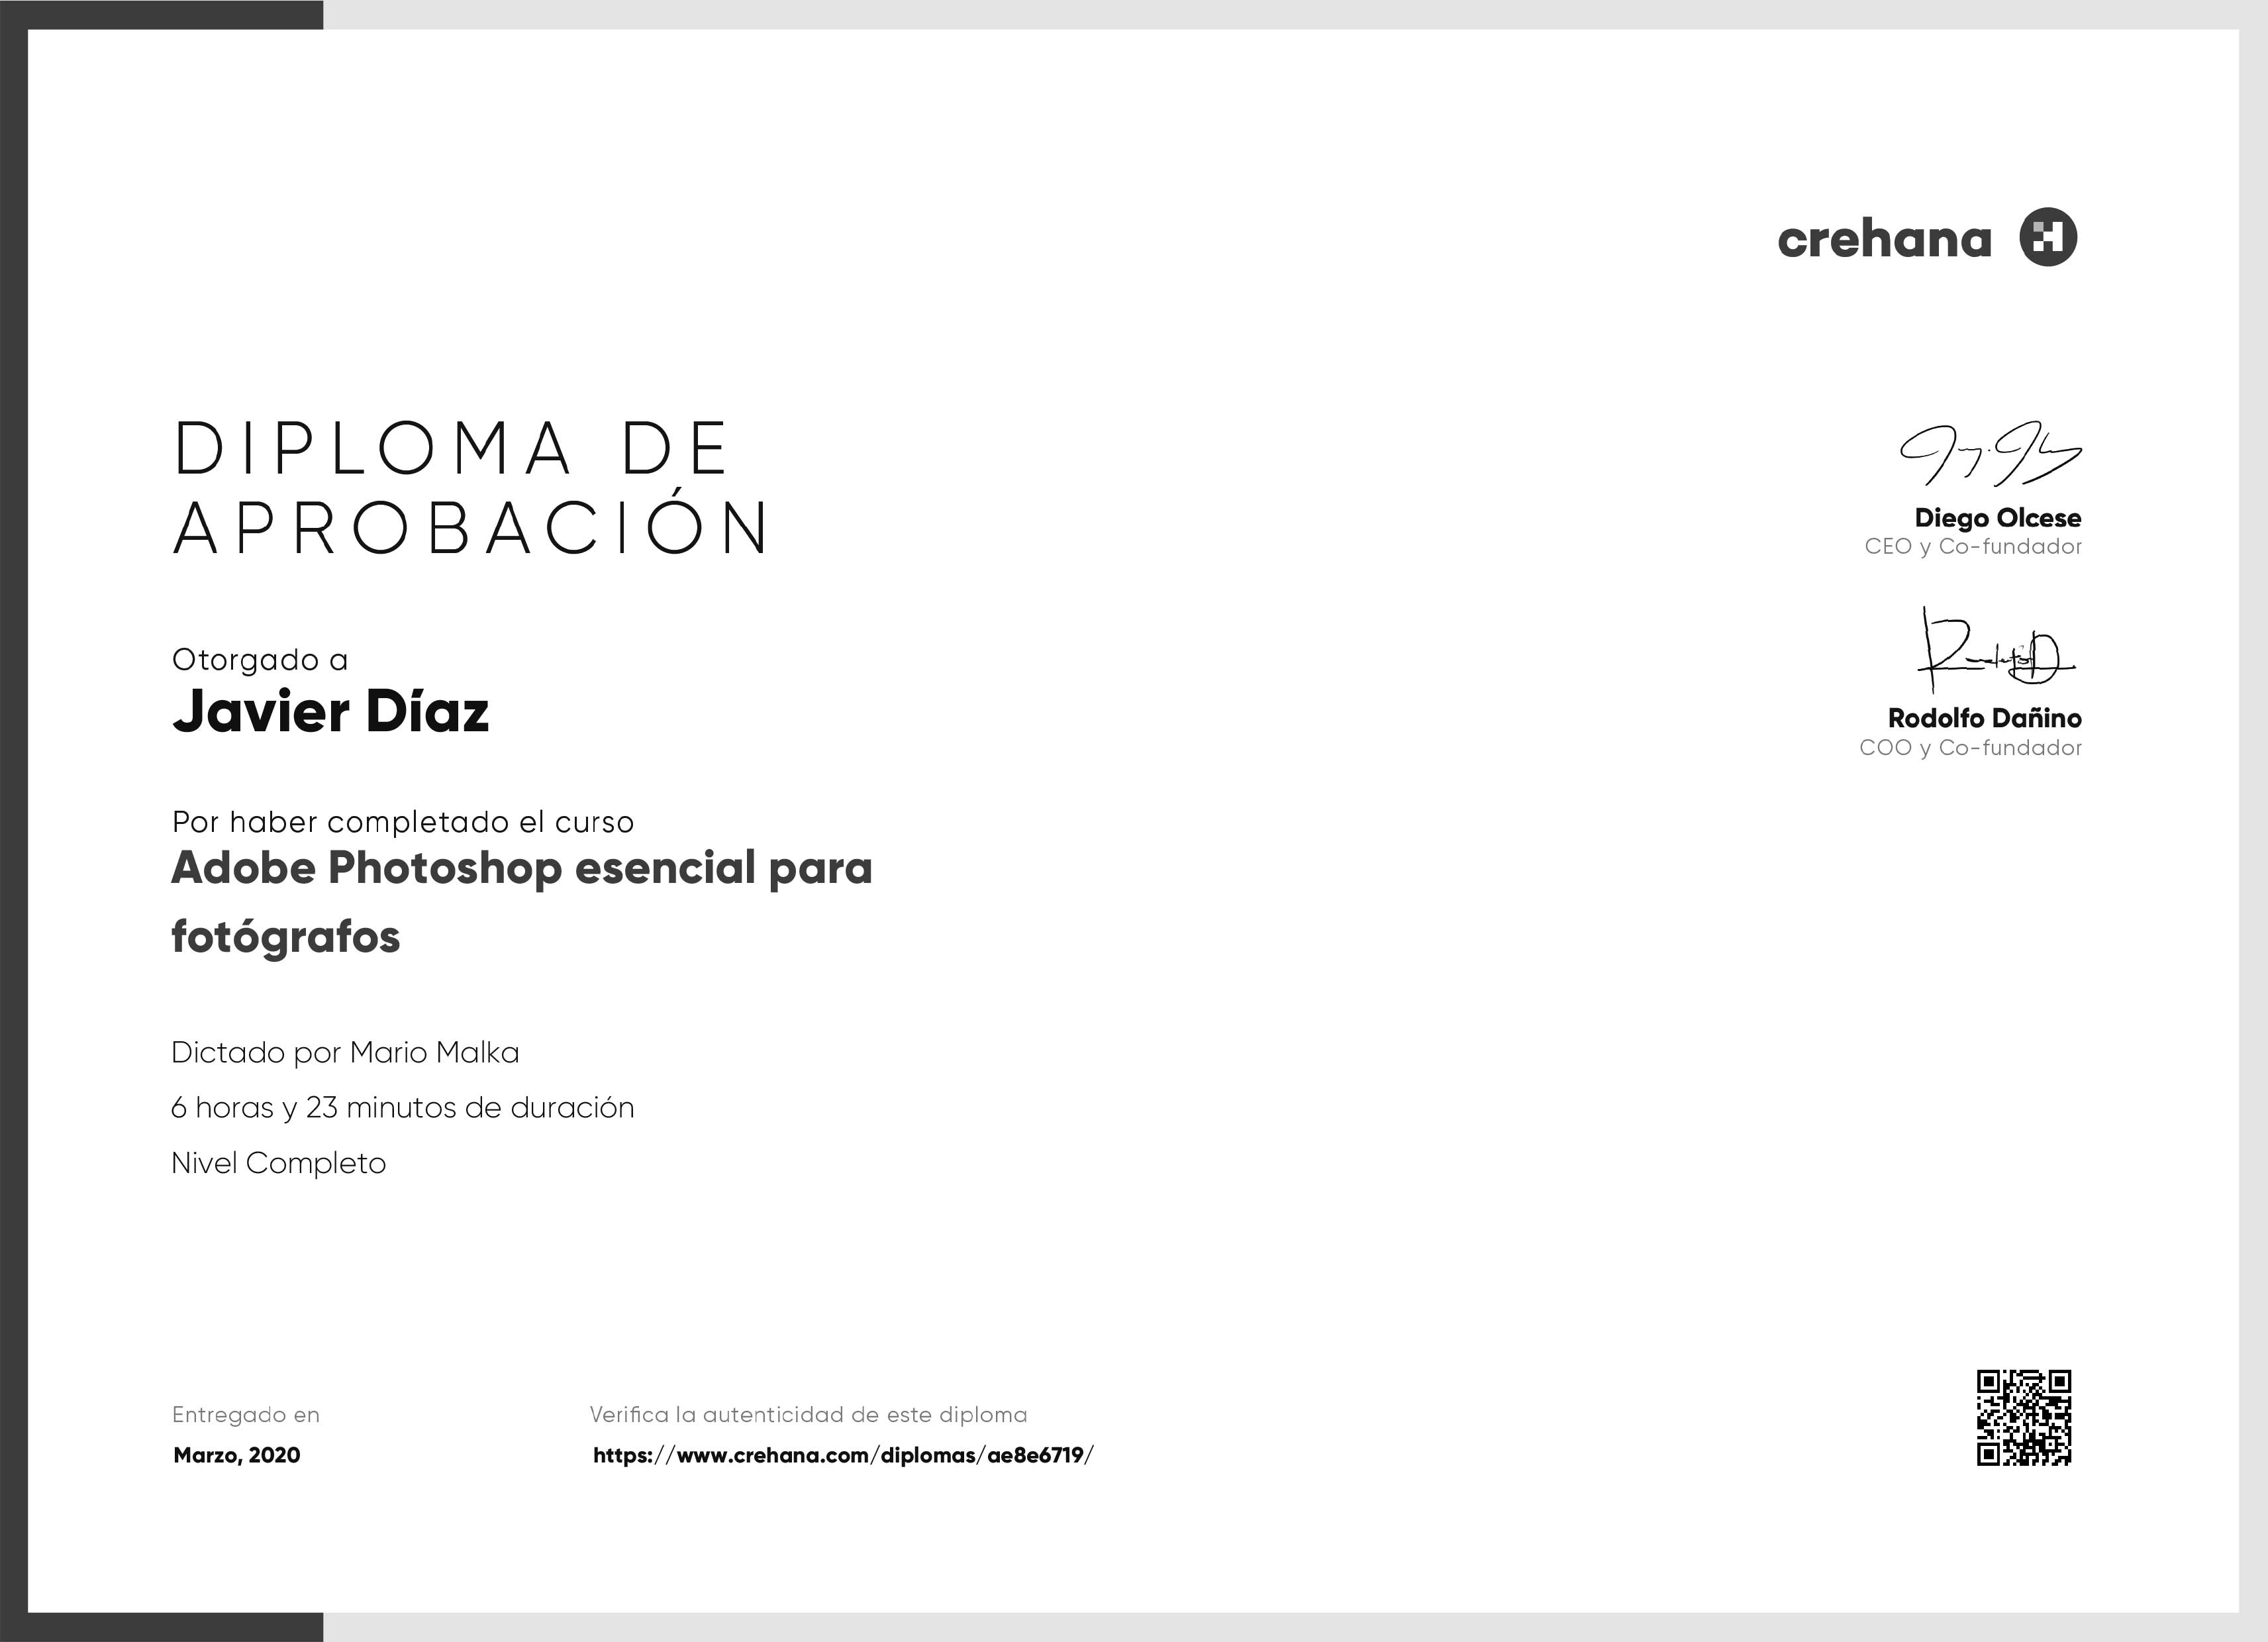 crehana
DIPLOMA DE
APROBACIÓN
Otorgado a
Javier Díaz
Por haber completado el curso
Adobe Photoshop esencial para
fotógrafos
Dictado por Mario Malka
6 horas y 23 minutos de duración
Nivel Completo
Diego Olcese
CEO y Co-fundador
Rodolfo Dañino
COO y Co-fundador
Entregado en
Marzo, 2020
Verifica la autenticidad de este diploma
https://www.crehana.com/diplomas/ae8e6719/